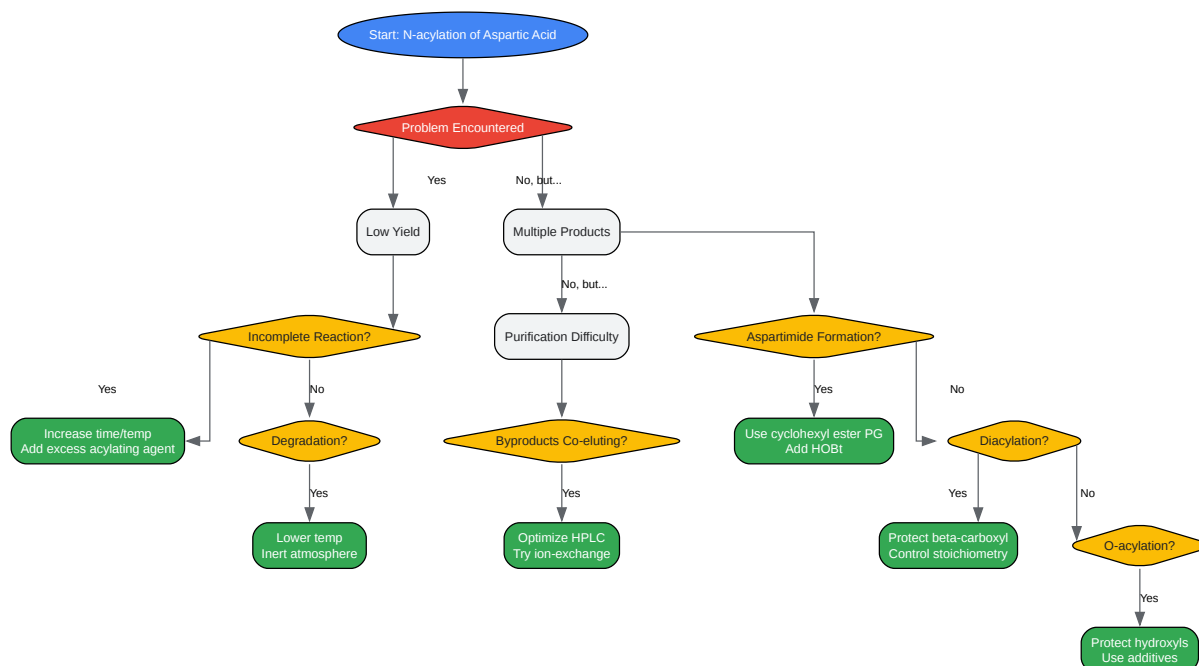 Start: N-acylation of Aspartic Acid
Problem Encountered
Yes
No, but...
Low Yield
Multiple Products
No, but...
Incomplete Reaction?
Purification Difficulty
Aspartimide Formation?
Yes
No
Yes
No
Increase time/temp
Add excess acylating agent
Degradation?
Byproducts Co-eluting?
Use cyclohexyl ester PG
Add HOBt
Diacylation?
Yes
Yes
Yes
No
Lower temp
Inert atmosphere
Optimize HPLC
Try ion-exchange
Protect beta-carboxyl
Control stoichiometry
O-acylation?
Yes
Protect hydroxyls
Use additives